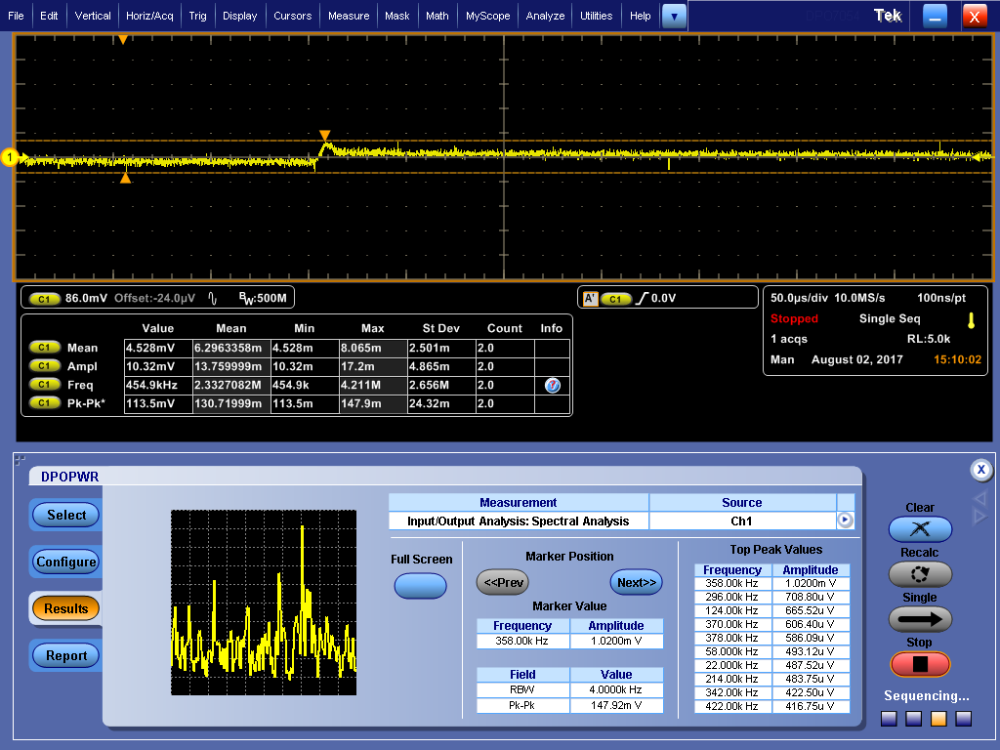 File Edit Vertical Horiz/Acq Trig Display Cursors Measure Mask Math MyScope Analyze Utilities Help Tek X
1
C1 86.0mV Offset:-24.0µV BW:500M
A' C1 0.0V
50.0µs/div 10.0MS/s 100ns/pt
Stopped Single Seq
1 acqs RL:5.0k
Man August 02, 2017 15:10:02
Value Mean Min Max St Dev Count Info
C1 Mean 4.528mV 6.2963358m 4.528m 8.065m 2.501m 2.0
C1 Ampl 10.32mV 13.759999m 10.32m 17.2m 4.865m 2.0
C1 Freq 454.9kHz 2.3327082M 454.9k 4.211M 2.656M 2.0
C1 Pk-Pk* 113.5mV 130.71999m 113.5m 147.9m 24.32m 2.0
DPOPWR
X
Select
Configure
Results
Report
Measurement Source
Input/Output Analysis: Spectral Analysis Ch1
Full Screen
Marker Position
<<Prev Next>>
Marker Value
Frequency Amplitude
358.00k Hz 1.0200m V
Field Value
RBW 4.0000k Hz
Pk-Pk 147.92m V
Top Peak Values
Frequency Amplitude
358.00k Hz 1.0200m V
296.00k Hz 708.80u V
124.00k Hz 665.52u V
370.00k Hz 606.40u V
378.00k Hz 586.09u V
58.000k Hz 493.12u V
22.000k Hz 487.52u V
214.00k Hz 483.75u V
342.00k Hz 422.50u V
422.00k Hz 416.75u V
Clear
Recalc
Single
Stop
Sequencing...